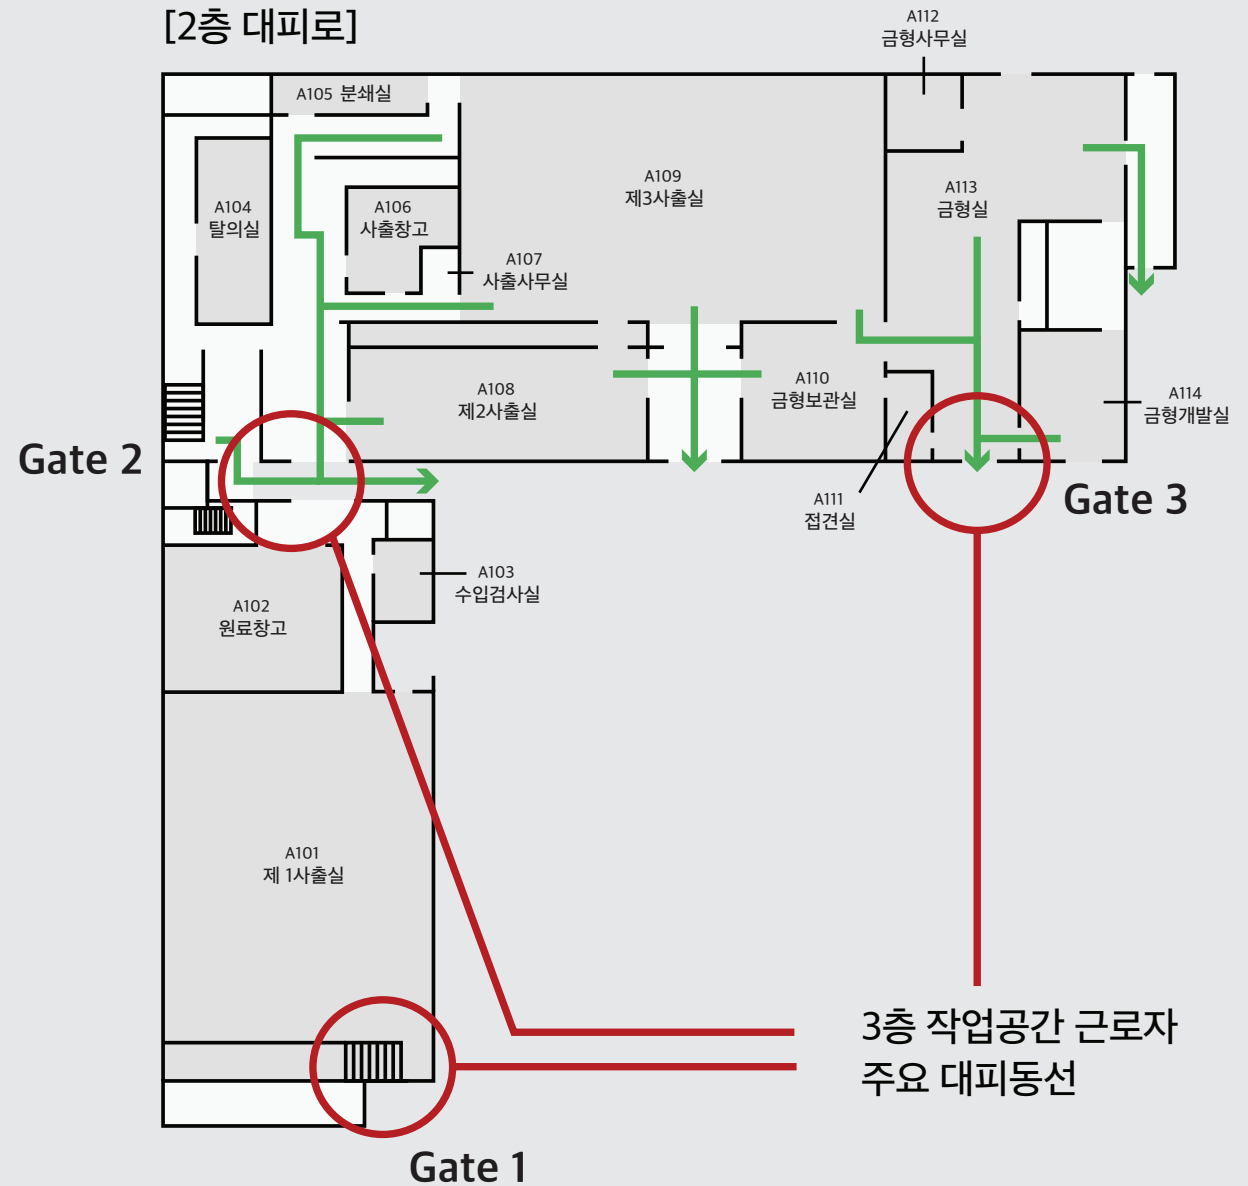 [2층 대피로]
A112
금형사무실
A105 분쇄실
A104
탈의실
A106
사출창고
A107
사출사무실
A109
제3사출실
A113
금형실
A108
제2사출실
A110
금형보관실
A114
금형개발실
A111
접견실
Gate 2
Gate 3
A103
수입검사실
A102
원료창고
A101
제 1사출실
3층 작업공간 근로자
주요 대피동선
Gate 1